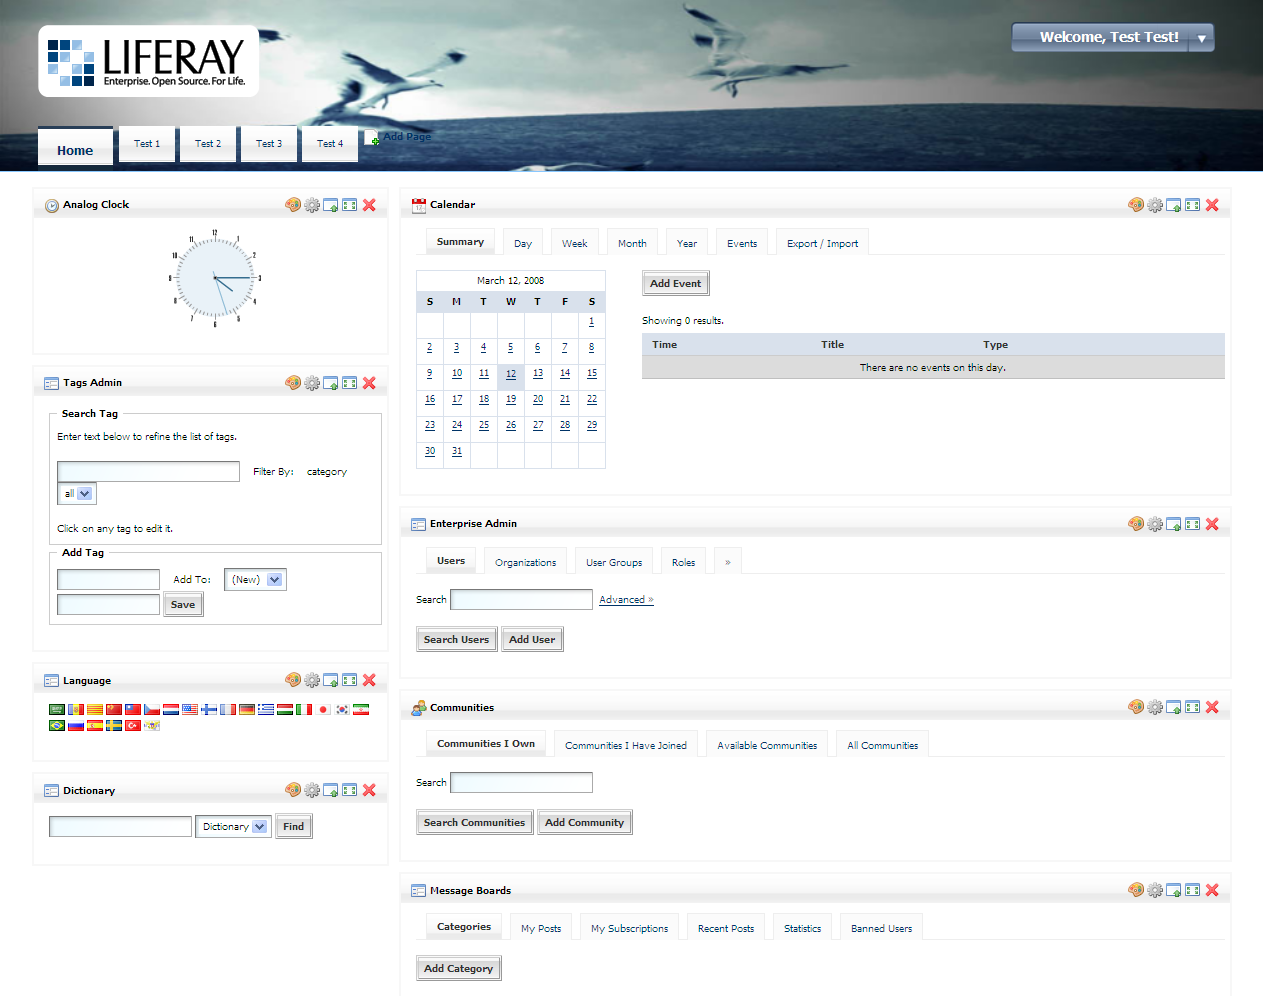 LIFERAY
Enterprise. Open Source. For Life.
Welcome, Test Test!
Home
Test 1
Test 2
Test 3
Test 4
Add Page
Analog Clock
12
1
2
3
4
5
6
7
8
9
10
11
Tags Admin
Search Tag
Enter text below to refine the list of tags.
Filter By: category
all
Click on any tag to edit it.
Add Tag
Add To: (New)
Save
Language
Dictionary
Dictionary Find
Calendar
Summary Day Week Month Year Events Export / Import
March 12, 2008
S M T W T F S
1
2 3 4 5 6 7 8
9 10 11 12 13 14 15
16 17 18 19 20 21 22
23 24 25 26 27 28 29
30 31
Add Event
Showing 0 results.
Time Title Type
There are no events on this day.
Enterprise Admin
Users Organizations User Groups Roles »
Search Advanced »
Search Users Add User
Communities
Communities I Own Communities I Have Joined Available Communities All Communities
Search
Search Communities Add Community
Message Boards
Categories My Posts My Subscriptions Recent Posts Statistics Banned Users
Add Category